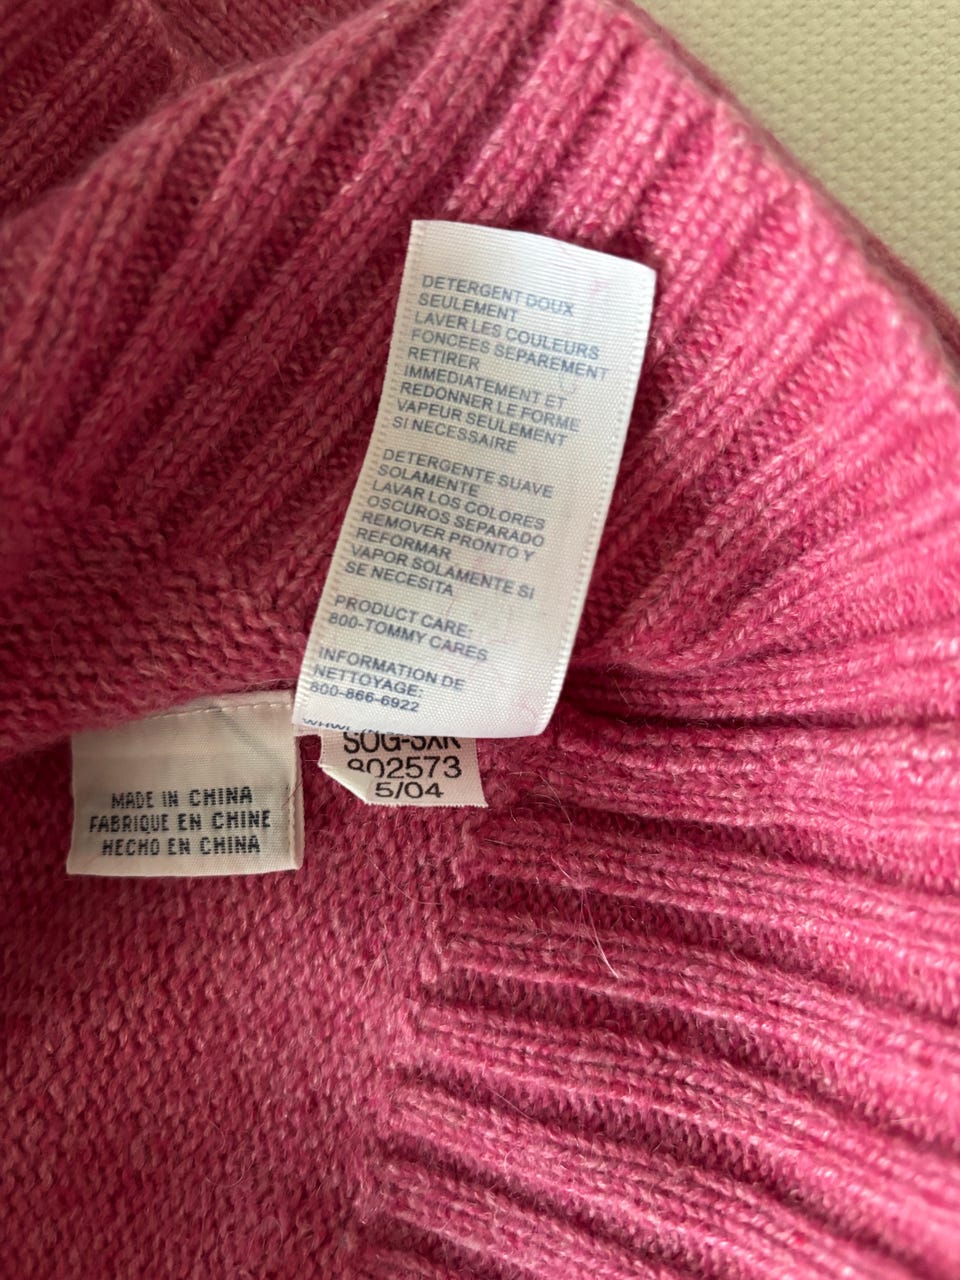 DETERGENT DOUX
SEULEMENT
LAVER LES COULEURS
FONCEES SEPAREMENT
RETIRER
IMMEDIATEMENT ET
REDONNER LE FORME
VAPEUR SEULEMENT
SI NECESSAIRE
DETERGENTE SUAVE
SOLAMENTE
LAVAR LOS COLORES
OSCUROS SEPARADO
REMOVER PRONTO Y
REFORMAR
VAPOR SOLAMENTE SI
SE NECESITA
PRODUCT CARE:
800-TOMMY CARES
INFORMATION DE
NETTOYAGE:
800-866-6922
802573
5/04
MADE IN CHINA
FABRIQUE EN CHINE
HECHO EN CHINA